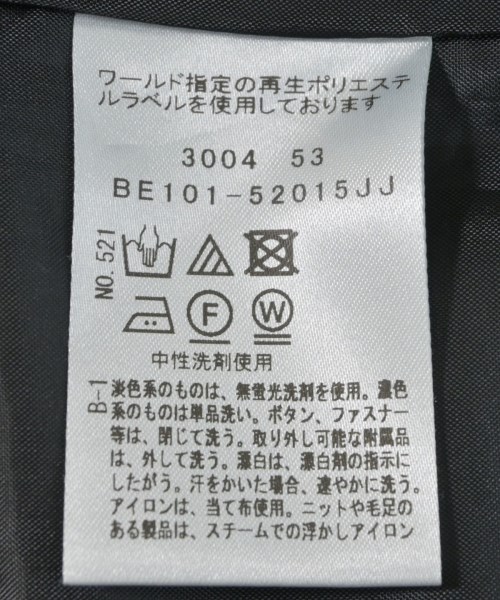 ワールド指定の再生ポリエステ
ルラベルを使用しております
3004 53
BE101-52015JJ
NO.521
F
W
中性洗剤使用
B-1
淡色系のものは、無蛍光洗剤を使用。濃色
系のものは単品洗い。ボタン、ファスナー
等は、閉じて洗う。取り外し可能な附属品
は、外して洗う。漂白は、漂白剤の指示に
したがう。汗をかいた場合、速やかに洗う。
アイロンは、当て布使用。ニットや毛足の
ある製品は、スチームでの浮かしアイロン